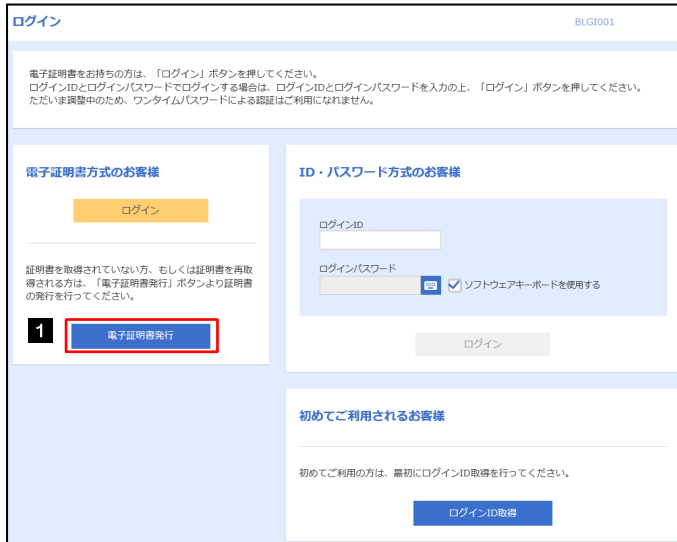 ログイン
BLGI001
電子証明書をお持ちの方は、「ログイン」ボタンを押してください。
ログインIDとログインパスワードでログインする場合は、ログインIDとログインパスワードを入力の上、「ログイン」ボタンを押してください。
ただいま調整中のため、ワンタイムパスワードによる認証はご利用になれません。
電子証明書方式のお客様
ログイン
証明書を取得されていない方、もしくは証明書を再取
得される方は、「電子証明書発行」ボタンより証明書
の発行を行ってください。
1
電子証明書発行
ID・パスワード方式のお客様
ログインID
ログインパスワード
ソフトウェアキーボードを使用する
ログイン
初めてご利用されるお客様
初めてご利用の方は、最初にログインID取得を行ってください。
ログインID取得